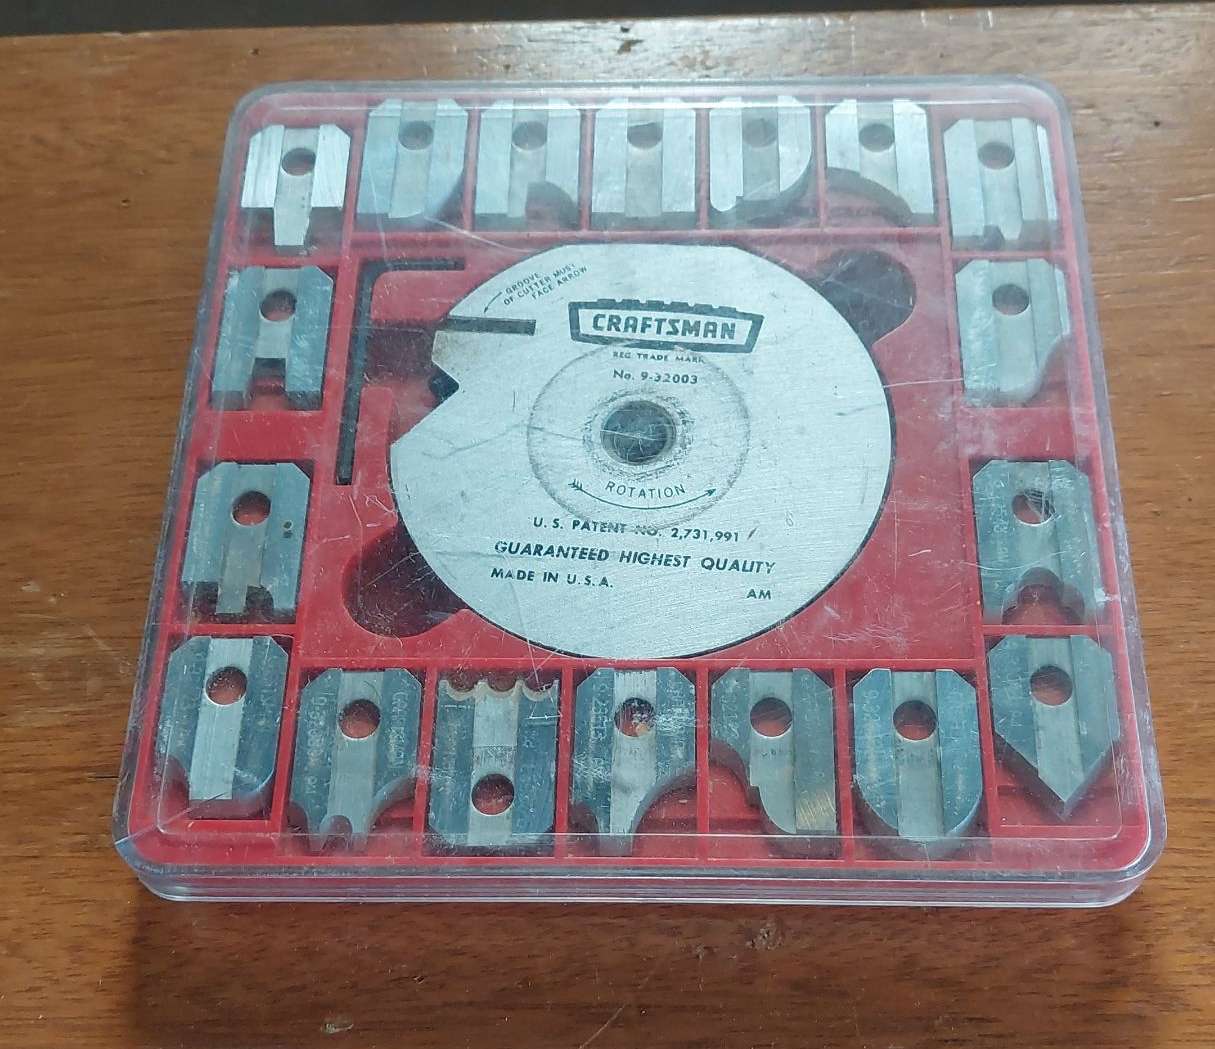 GROOVE
OF CUTTER MUST
FACE ARROW
CRAFTSMAN
REG. TRADE MARK
No. 9-32003
ROTATION
U.S. PATENT NO. 2,731,991
GUARANTEED HIGHEST QUALITY
MADE IN U.S.A.
AM